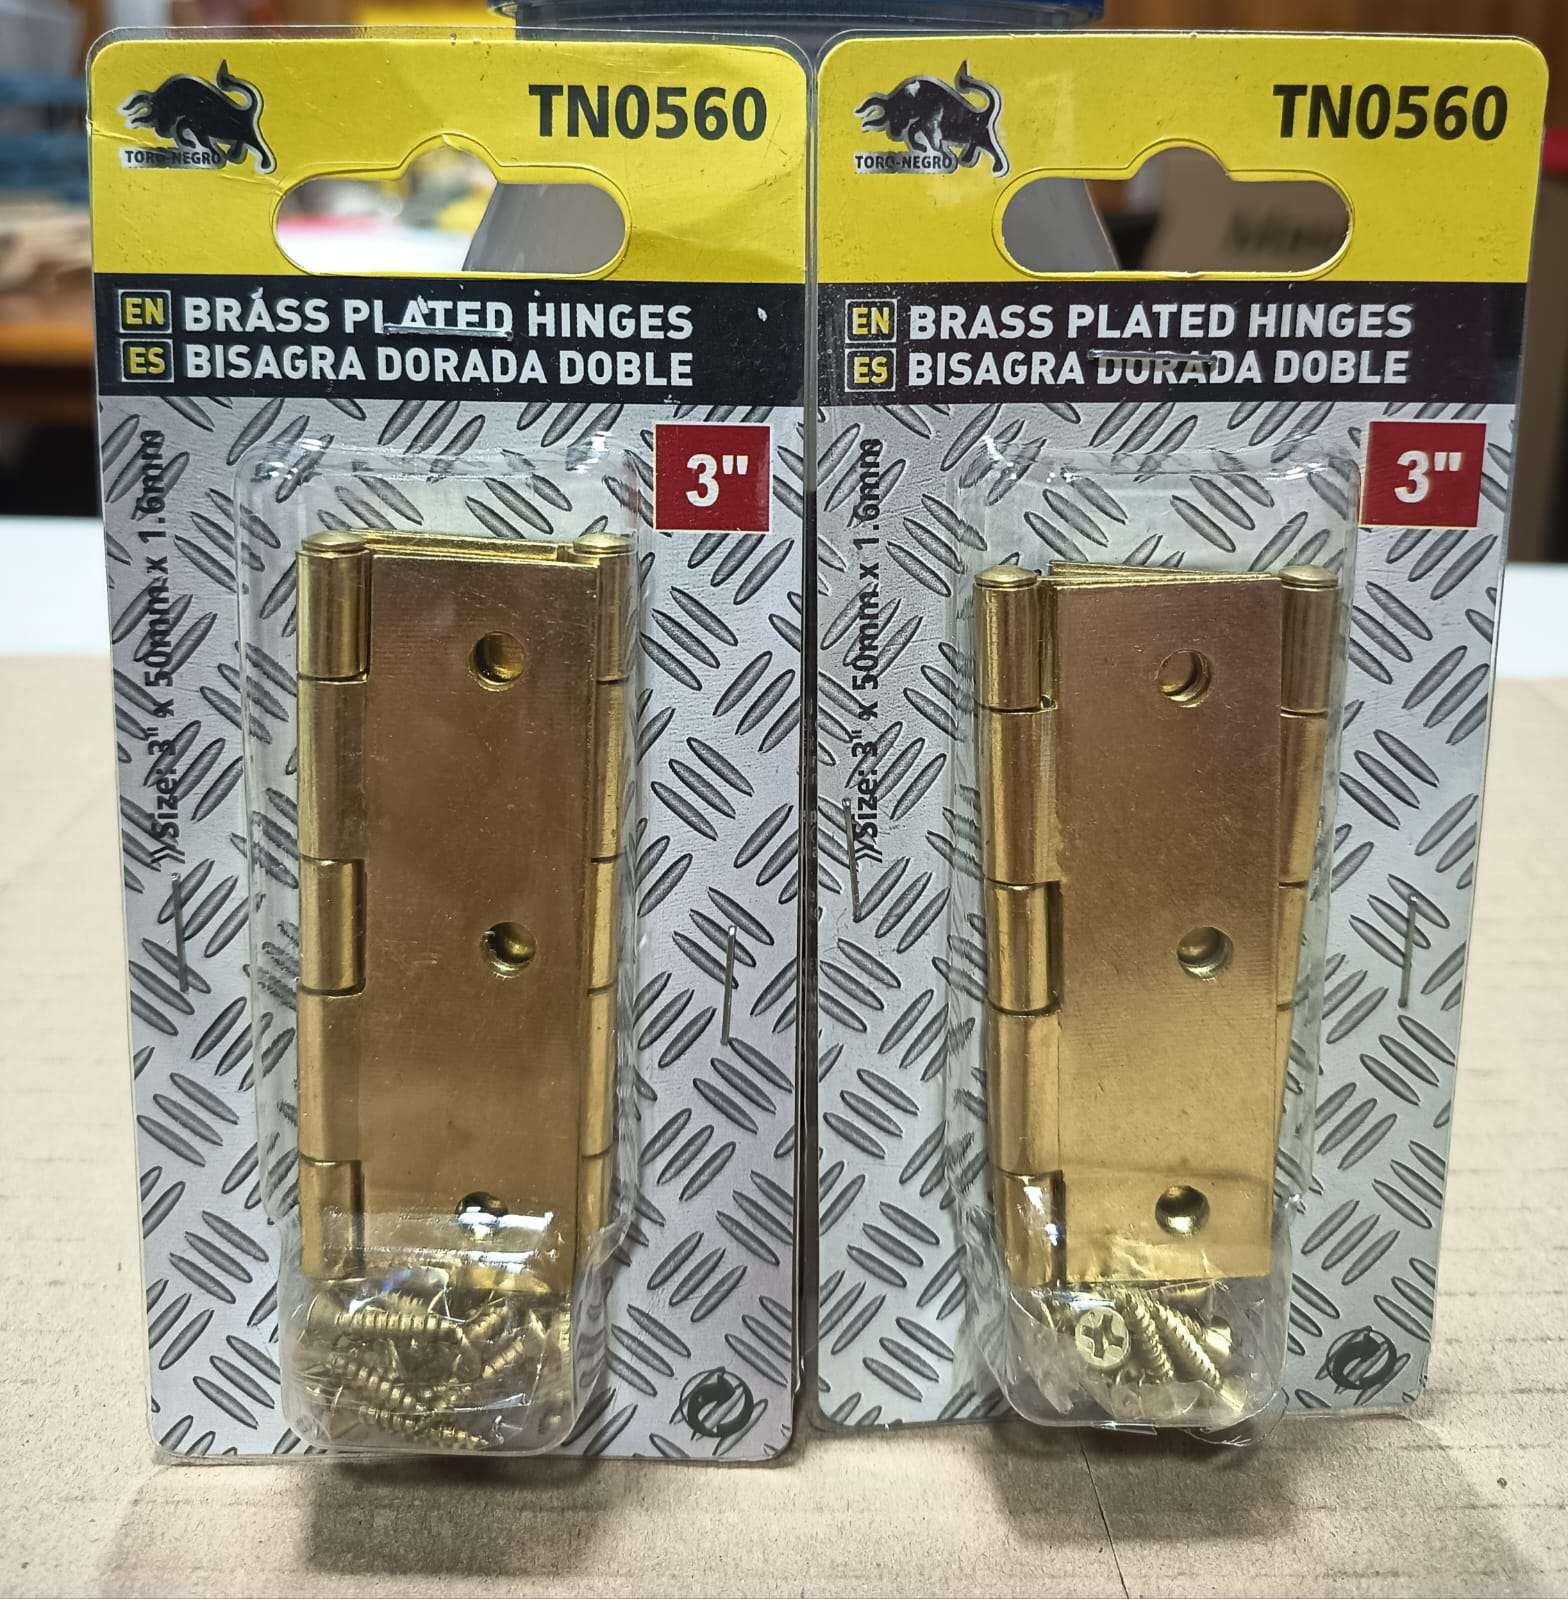 TORO-NEGRO
TN0560
EN BRASS PLATED HINGES
ES BISAGRA DORADA DOBLE
3"
Size: 3" x 50mm x 1.6mm
TORO-NEGRO
TN0560
EN BRASS PLATED HINGES
ES BISAGRA DORADA DOBLE
3"
Size: 3" x 50mm x 1.6mm